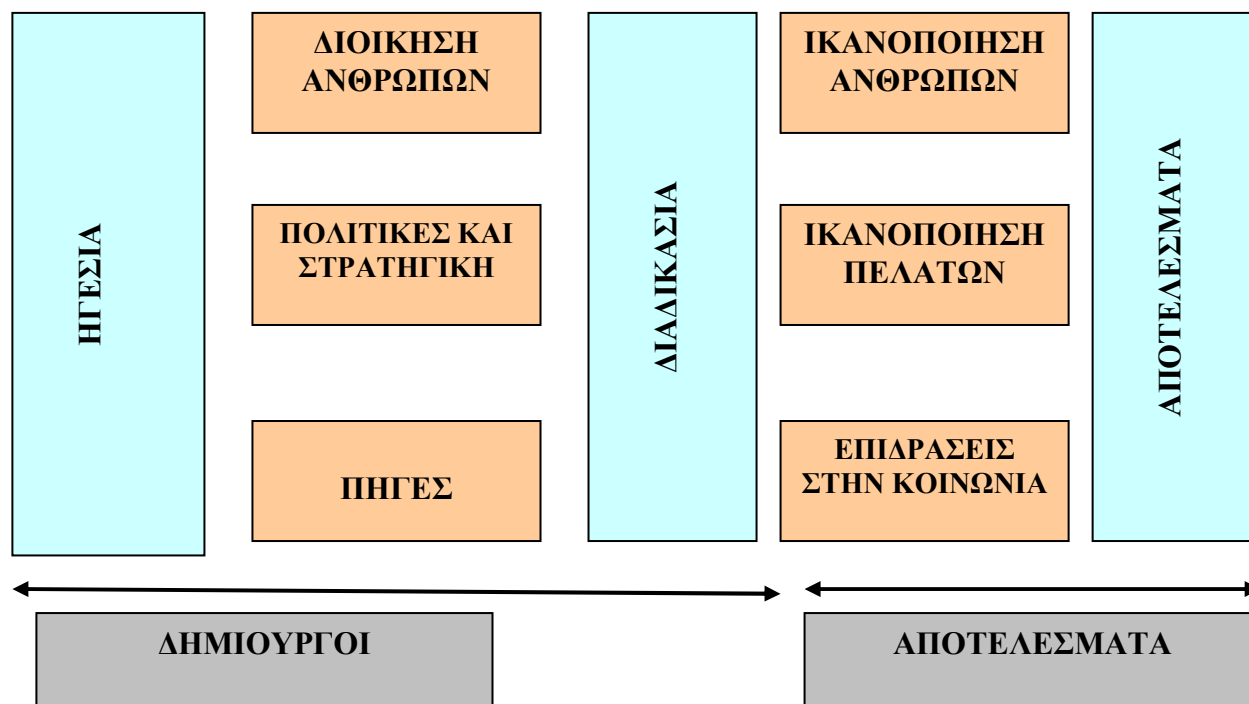 ΗΓΕΣΙΑ
ΔΙΟΙΚΗΣΗ
ΑΝΘΡΩΠΩΝ
ΠΟΛΙΤΙΚΕΣ ΚΑΙ
ΣΤΡΑΤΗΓΙΚΗ
ΠΗΓΕΣ
ΔΙΑΔΙΚΑΣΙΑ
ΙΚΑΝΟΠΟΙΗΣΗ
ΑΝΘΡΩΠΩΝ
ΙΚΑΝΟΠΟΙΗΣΗ
ΠΕΛΑΤΩΝ
ΕΠΙΔΡΑΣΕΙΣ
ΣΤΗΝ ΚΟΙΝΩΝΙΑ
ΑΠΟΤΕΛΕΣΜΑΤΑ
ΔΗΜΙΟΥΡΓΟΙ
ΑΠΟΤΕΛΕΣΜΑΤΑ